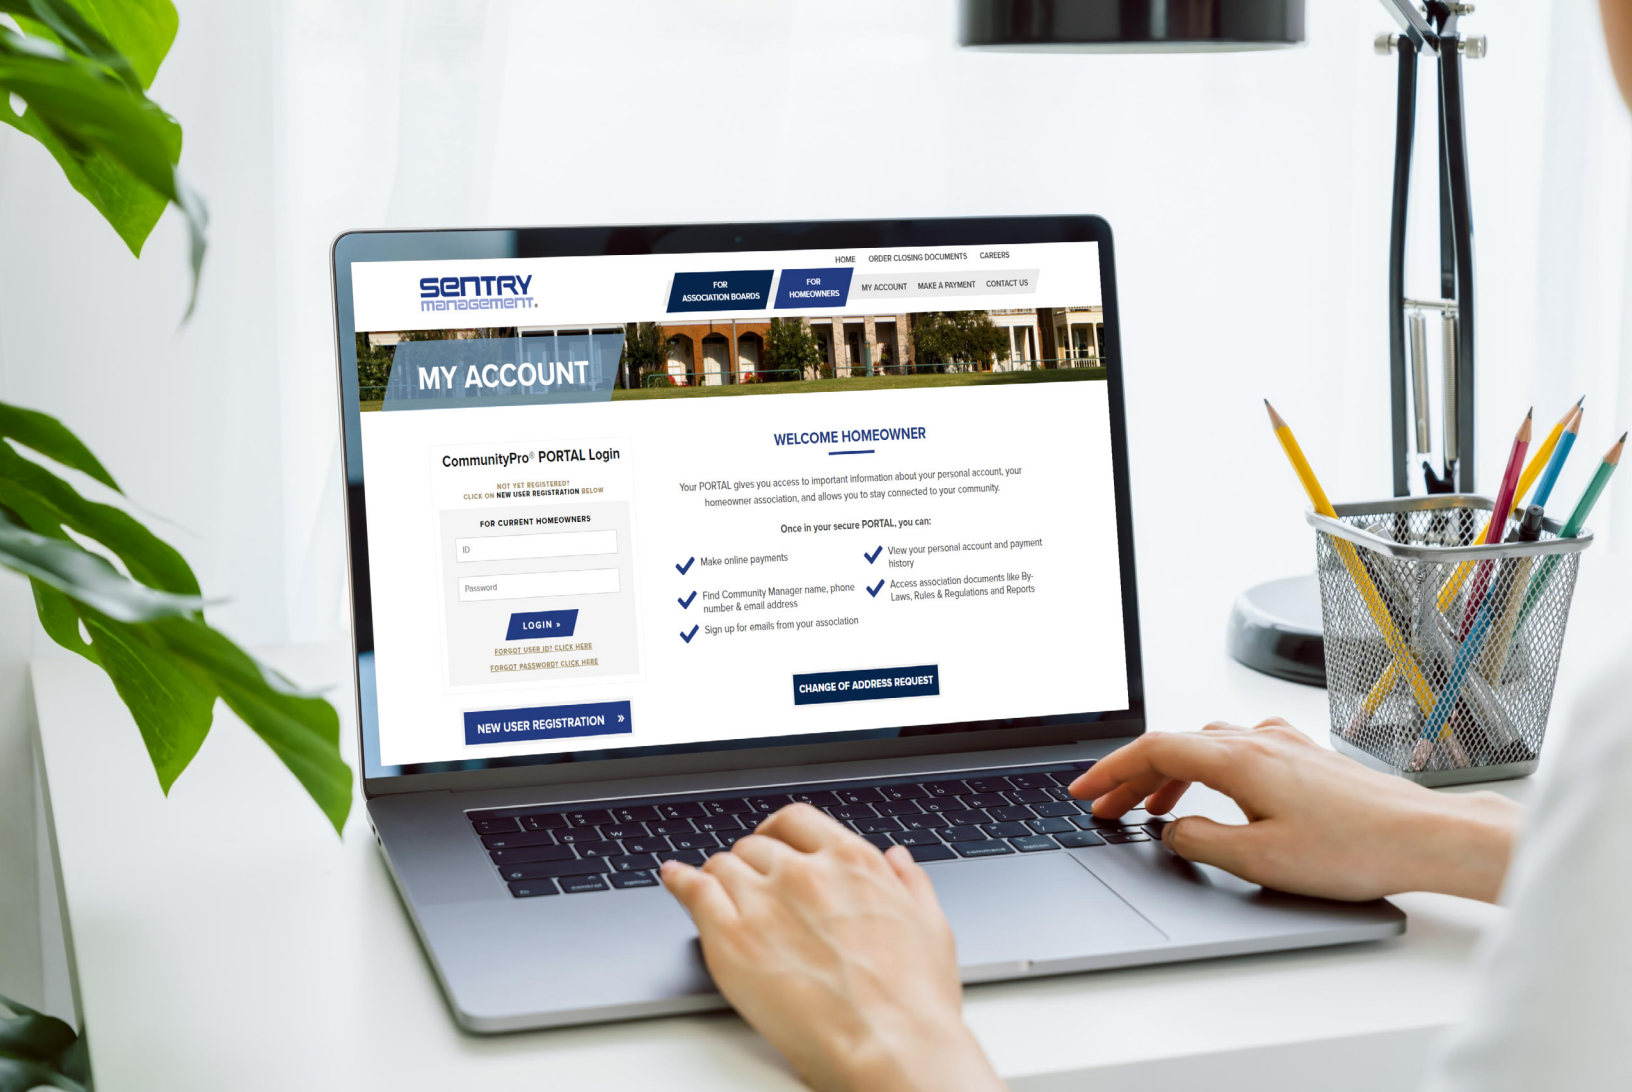 HOME ORDER CLOSING DOCUMENTS CAREERS
SENTRY
management.
FOR
ASSOCIATION BOARDS
FOR
HOMEOWNERS
MY ACCOUNT MAKE A PAYMENT CONTACT US
MY ACCOUNT
CommunityPro® PORTAL Login
NOT YET REGISTERED?
CLICK ON NEW USER REGISTRATION BELOW
FOR CURRENT HOMEOWNERS
ID
Password
LOGIN »
FORGOT USER ID? CLICK HERE
FORGOT PASSWORD? CLICK HERE
NEW USER REGISTRATION »
WELCOME HOMEOWNER
Your PORTAL gives you access to important information about your personal account, your
homeowner association, and allows you to stay connected to your community.
Once in your secure PORTAL, you can:
Make online payments
Find Community Manager name, phone
number & email address
Sign up for emails from your association
View your personal account and payment
history
Access association documents like By-
Laws, Rules & Regulations and Reports
CHANGE OF ADDRESS REQUEST
command option
fn control option